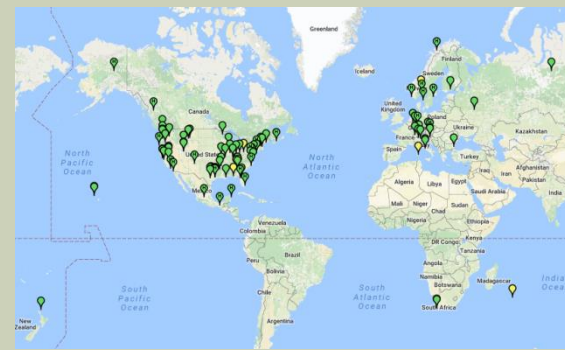 Greenland
Iceland
Finland
Sweden
United
Kingdom
Poland
Ukraine
Kazakhstan
France
Spain
Turkey
Afghanistan
Iraq
Iran
Algeria
Libya
Egypt
Saudi Arabia
India
Mali
Niger
Sudan
Chad
Nigeria
Ethiopia
DR Congo
Kenya
Tanzania
Angola
Namibia
Botswana
Madagascar
South Africa
Canada
United States
Mexico
North
Pacific
Ocean
North
Atlantic
Ocean
Venezuela
Colombia
Brazil
Peru
Bolivia
Chile
Argentina
South
Pacific
Ocean
South
Atlantic
Ocean
Indian
Ocean
New
Zealand